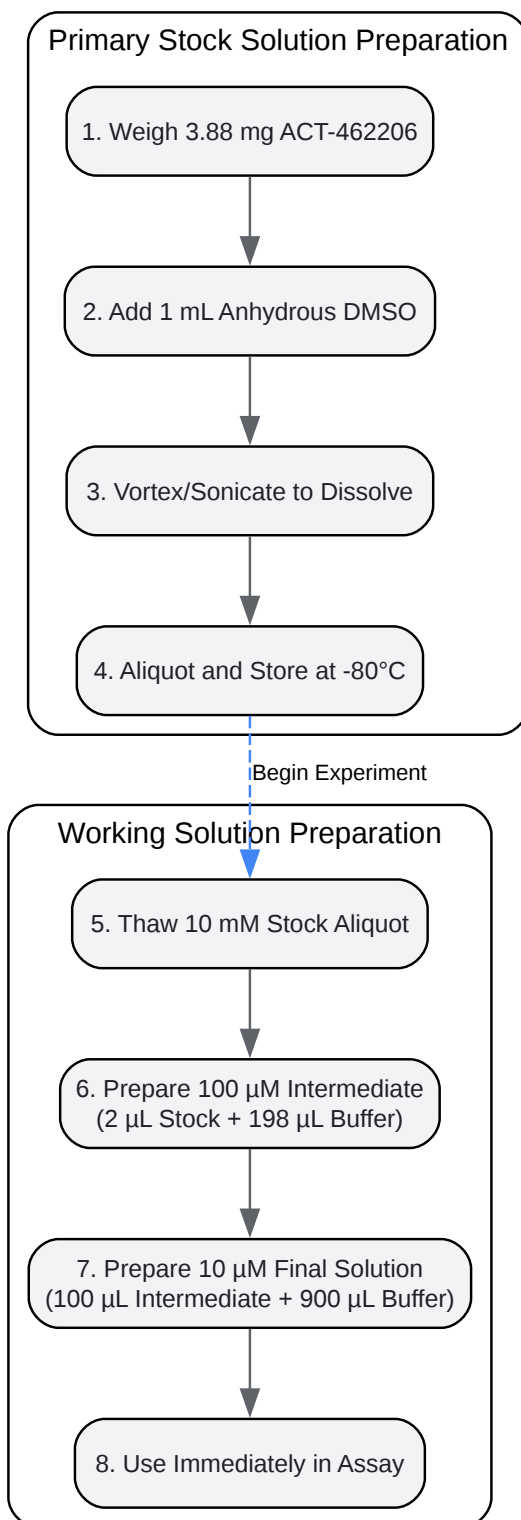 Primary Stock Solution Preparation
1. Weigh 3.88 mg ACT-462206
2. Add 1 mL Anhydrous DMSO
3. Vortex/Sonicate to Dissolve
4. Aliquot and Store at -80°C
Begin Experiment
Working Solution Preparation
5. Thaw 10 mM Stock Aliquot
6. Prepare 100 µM Intermediate
(2 µL Stock + 198 µL Buffer)
7. Prepare 10 µM Final Solution
(100 µL Intermediate + 900 µL Buffer)
8. Use Immediately in Assay